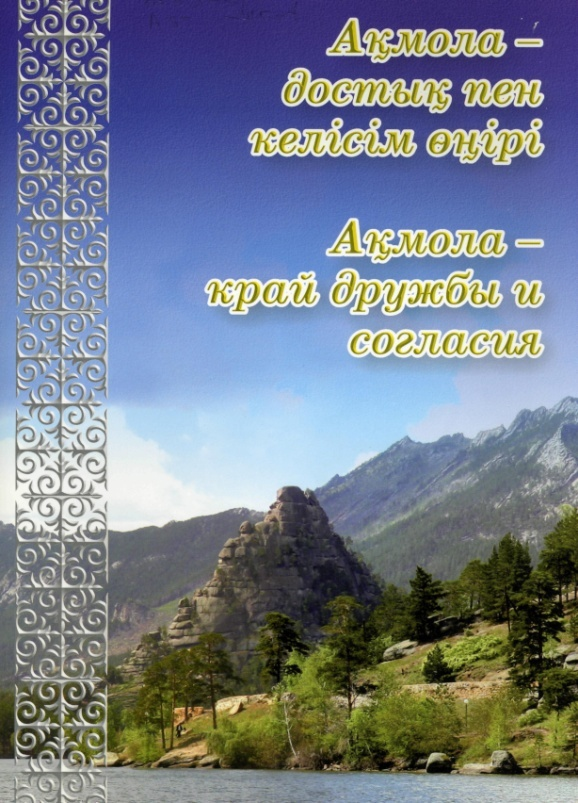 Ақмола –
достық пен
келісім өңірі
Ақмола –
край дружбы и
согласия